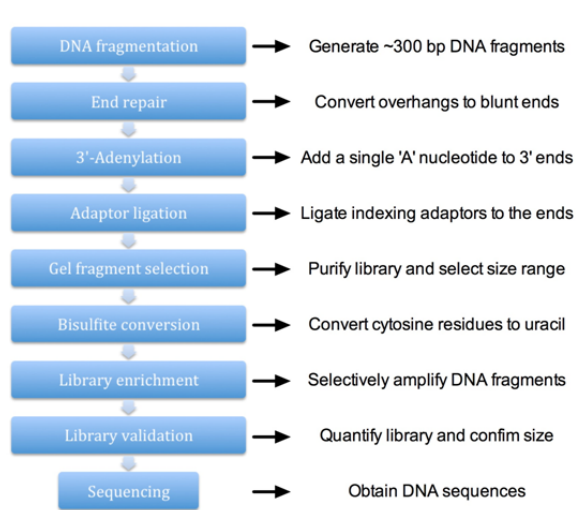 DNA fragmentation
Generate ~300 bp DNA fragments
End repair
Convert overhangs to blunt ends
3'-Adenylation
Add a single 'A' nucleotide to 3' ends
Adaptor ligation
Ligate indexing adaptors to the ends
Gel fragment selection
Purify library and select size range
Bisulfite conversion
Convert cytosine residues to uracil
Library enrichment
Selectively amplify DNA fragments
Library validation
Quantify library and confim size
Sequencing
Obtain DNA sequences